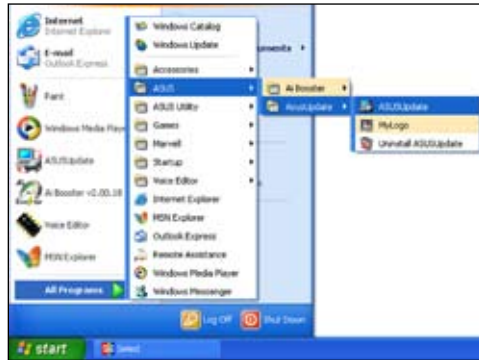 Internet
Internet Explorer
E-mail
Outlook Express
Paint
Windows Media Play
ASUSUpdate
Ai Booster v2.00.18
Voice Editor
MSN Explorer
All Programs
Windows Catalog
Windows Update
Accessories
ASUS
ASUS Utility
Games
Marvell
Startup
Voice Editor
Internet Explorer
MSN Explorer
Outlook Express
Remote Assistance
Windows Media Player
Windows Messenger
uments
Ai Booster
AsusUpdate
ASUSUpdate
MyLogo
Uninstall ASUSUpdate
Log Off
Shut Down
start